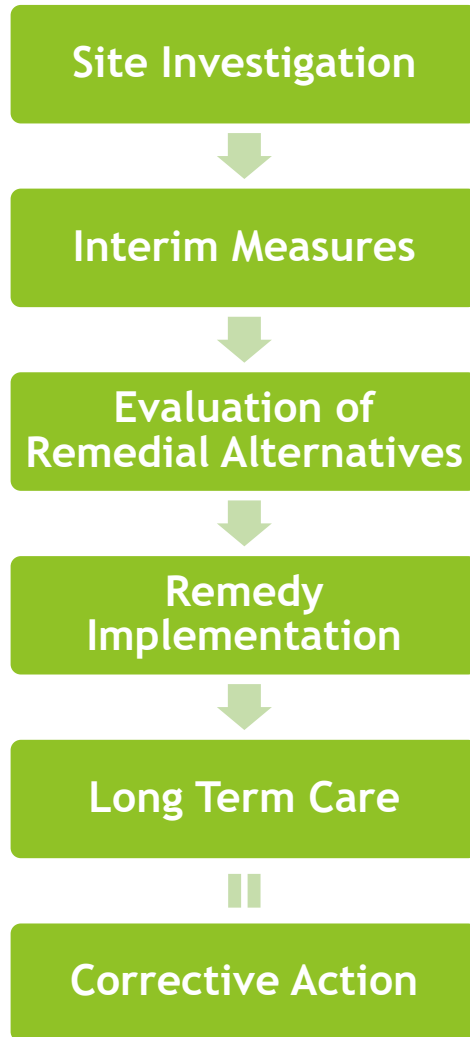 Site Investigation
Interim Measures
Evaluation of
Remedial Alternatives
Remedy
Implementation
Long Term Care
Corrective Action